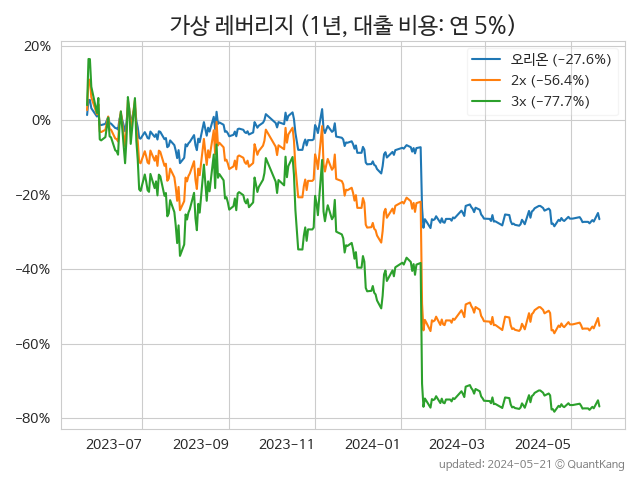 가상 레버리지 (1년, 대출 비용: 연 5%)
20%
0%
−20%
−40%
−60%
−80%
오리온 (−27.6%)
2x (−56.4%)
3x (−77.7%)
2023-07 2023-09 2023-11 2024-01 2024-03 2024-05
updated: 2024-05-21 © QuantKang